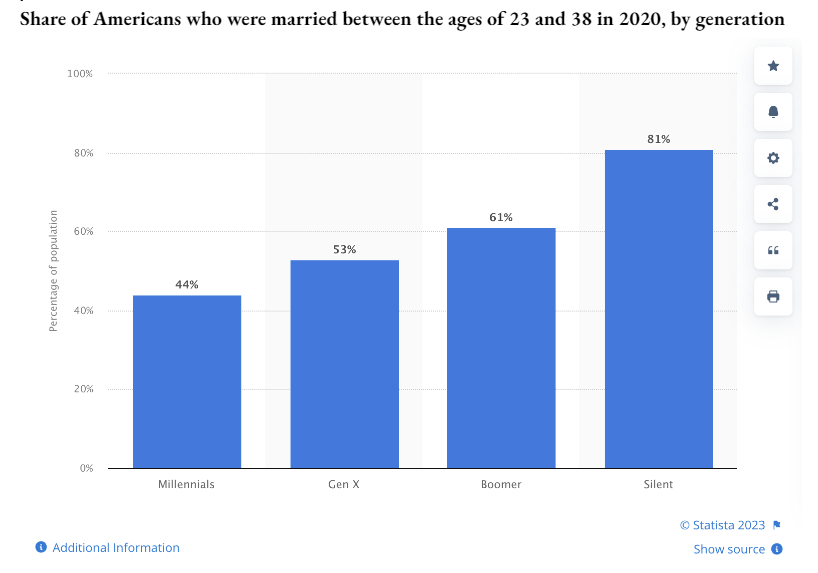 Share of Americans who were married between the ages of 23 and 38 in 2020, by generation
100%
80%
60%
40%
20%
0%
Percentage of population
44%
53%
61%
81%
Millennials
Gen X
Boomer
Silent
© Statista 2023
Additional Information
Show source